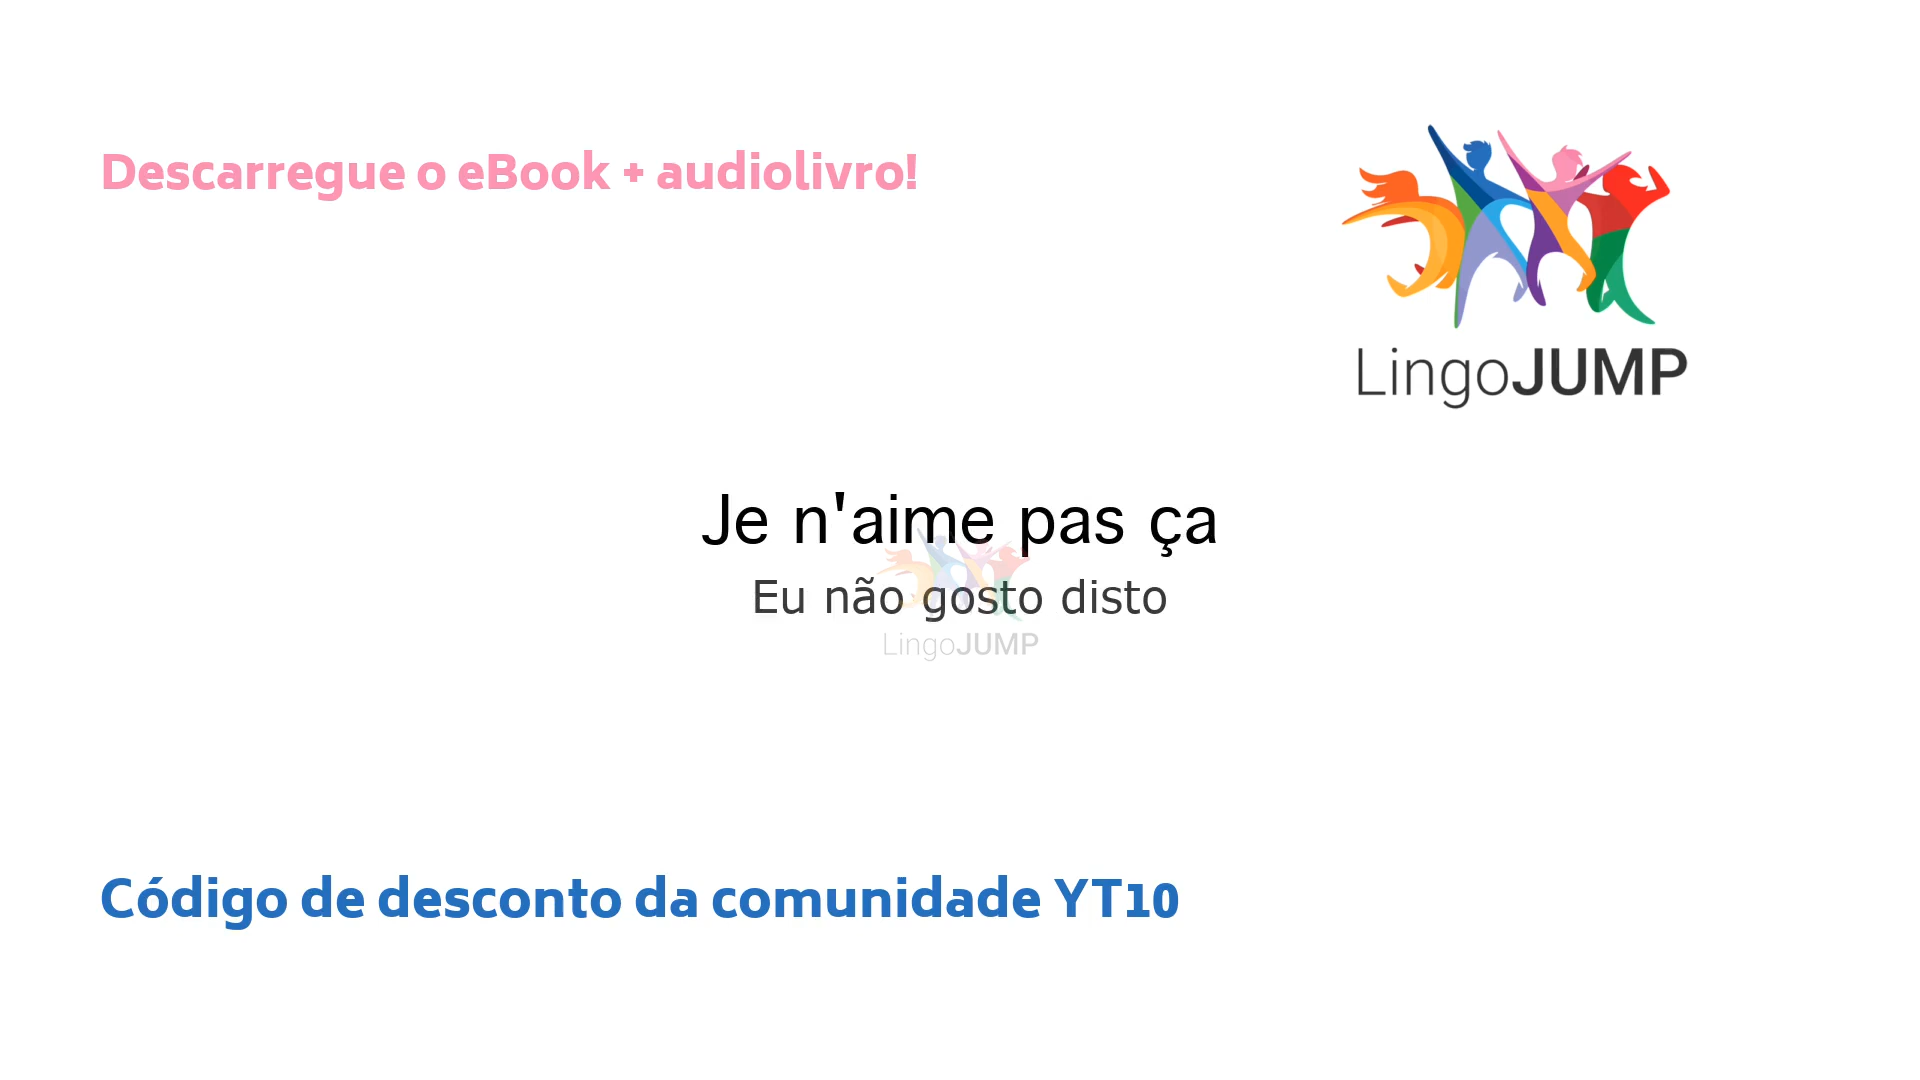 Descarregue o eBook + audiolivro!
LingoJUMP
Je n'aime pas ça
Eu não gosto disto
LingoJUMP
Código de desconto da comunidade YT10